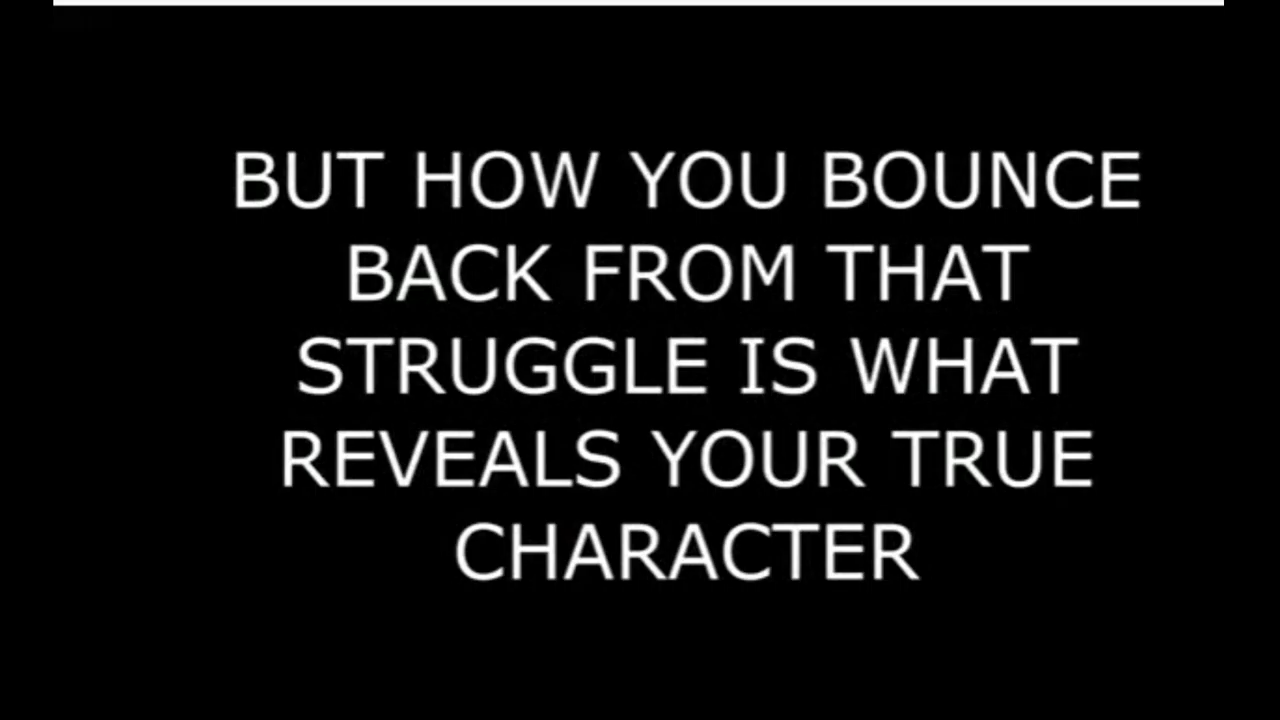 BUT HOW YOU BOUNCE
BACK FROM THAT
STRUGGLE IS WHAT
REVEALS YOUR TRUE
CHARACTER